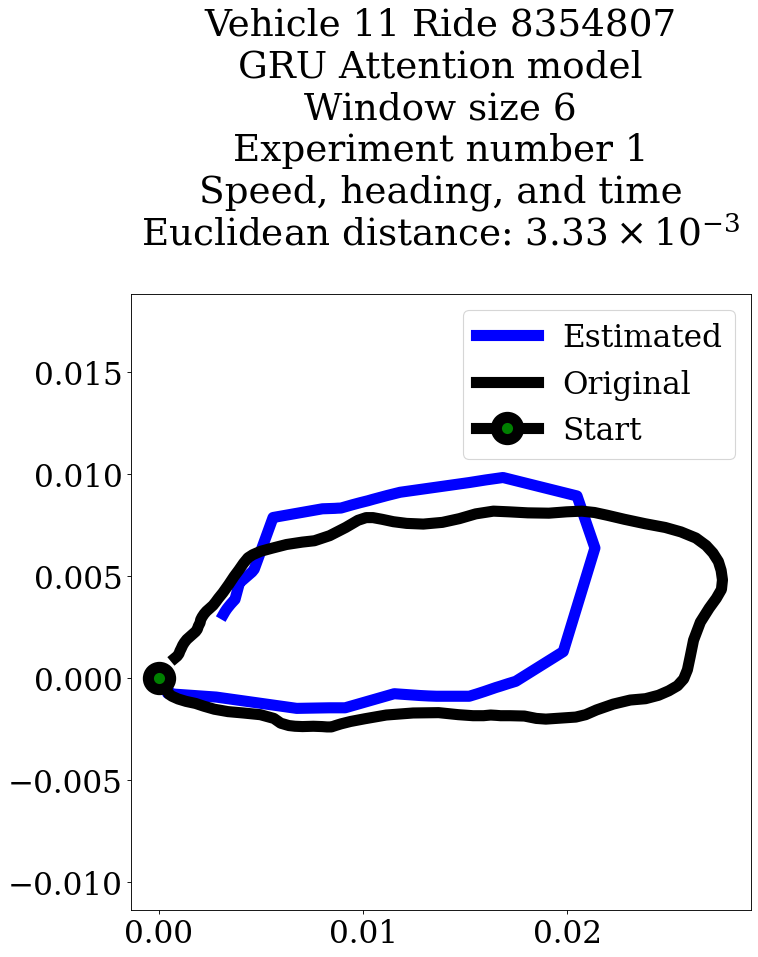 Vehicle 11 Ride 8354807
GRU Attention model
Window size 6
Experiment number 1
Speed, heading, and time
Euclidean distance: 3.33 × 10⁻³
Estimated
Original
Start
0.015
0.010
0.005
0.000
−0.005
−0.010
0.00 0.01 0.02